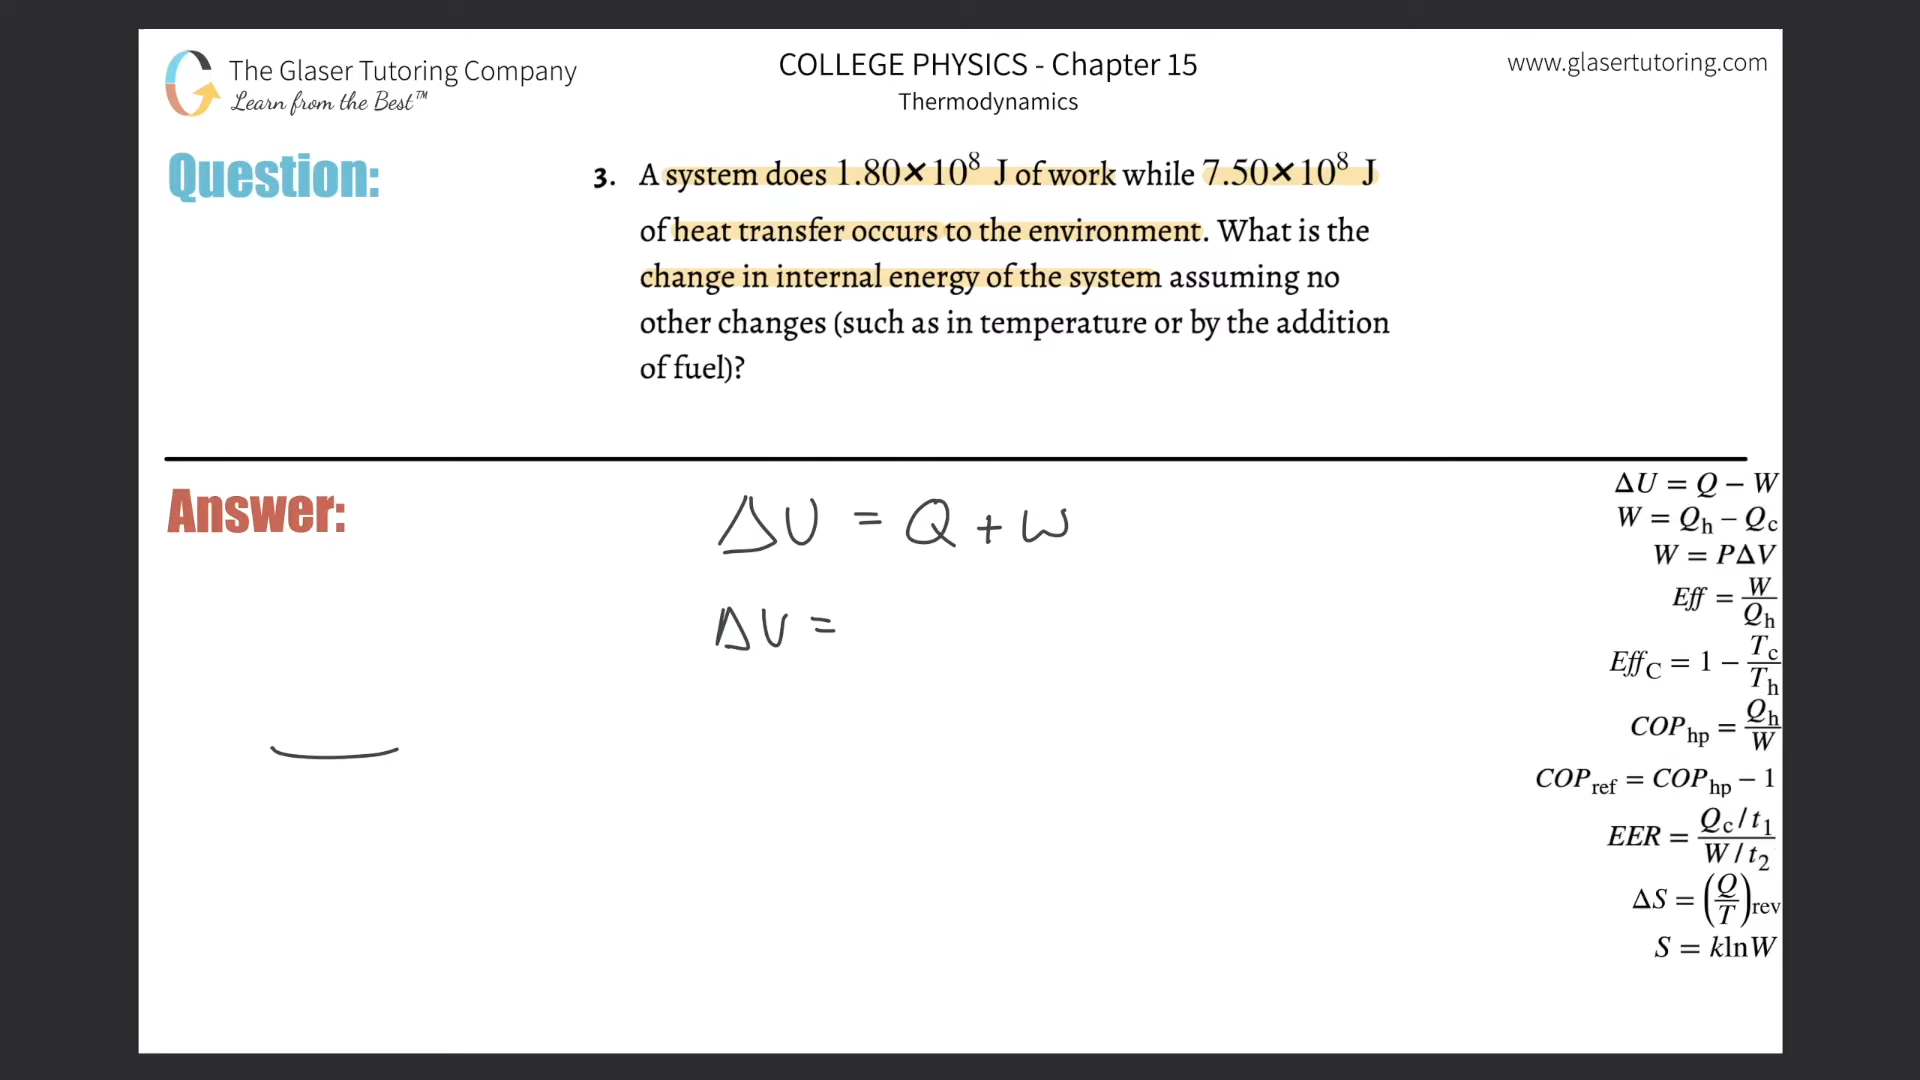 The Glaser Tutoring Company
Learn from the Best™
COLLEGE PHYSICS - Chapter 15
Thermodynamics
www.glasertutoring.com
Question:
3. A system does 1.80×10⁸ J of work while 7.50×10⁸ J
of heat transfer occurs to the environment. What is the
change in internal energy of the system assuming no
other changes (such as in temperature or by the addition
of fuel)?
Answer:
ΔU = Q + W
ΔU =
ΔU = Q − W
W = Qh − Qc
W = PΔV
Eff = W/Qh
EffC = 1 − Tc/Th
COPhp = Qh/W
COPref = COPhp − 1
EER = (Qc / t1)/(W / t2)
ΔS = (Q/T)rev
S = klnW